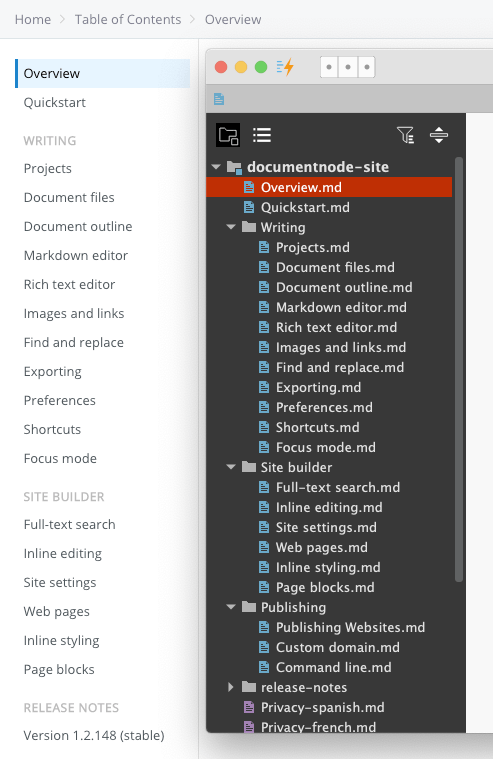 Home > Table of Contents > Overview
Overview
Quickstart
WRITING
Projects
Document files
Document outline
Markdown editor
Rich text editor
Images and links
Find and replace
Exporting
Preferences
Shortcuts
Focus mode
SITE BUILDER
Full-text search
Inline editing
Site settings
Web pages
Inline styling
Page blocks
RELEASE NOTES
Version 1.2.148 (stable)
documentnode-site
Overview.md
Quickstart.md
Writing
Projects.md
Document files.md
Document outline.md
Markdown editor.md
Rich text editor.md
Images and links.md
Find and replace.md
Exporting.md
Preferences.md
Shortcuts.md
Focus mode.md
Site builder
Full-text search.md
Inline editing.md
Site settings.md
Web pages.md
Inline styling.md
Page blocks.md
Publishing
Publishing Websites.md
Custom domain.md
Command line.md
release-notes
Privacy-spanish.md
Privacy-french.md